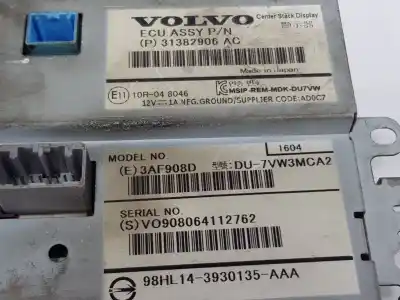 VOLVO
Center Stack Display
ECU ASSY P/N
(P) 31382906 AC
Made in Japan
E11 10R-04 8046
MSIP-REM-MDK-DU7VW
12V⎓1A NEG.GROUND/SUPPLIER CODE:AD0C7
1604
MODEL NO
(E)3AF908D 型格:DU-7VW3MCA2
SERIAL NO
(S)VO908064112762
98HL14-3930135-AAA